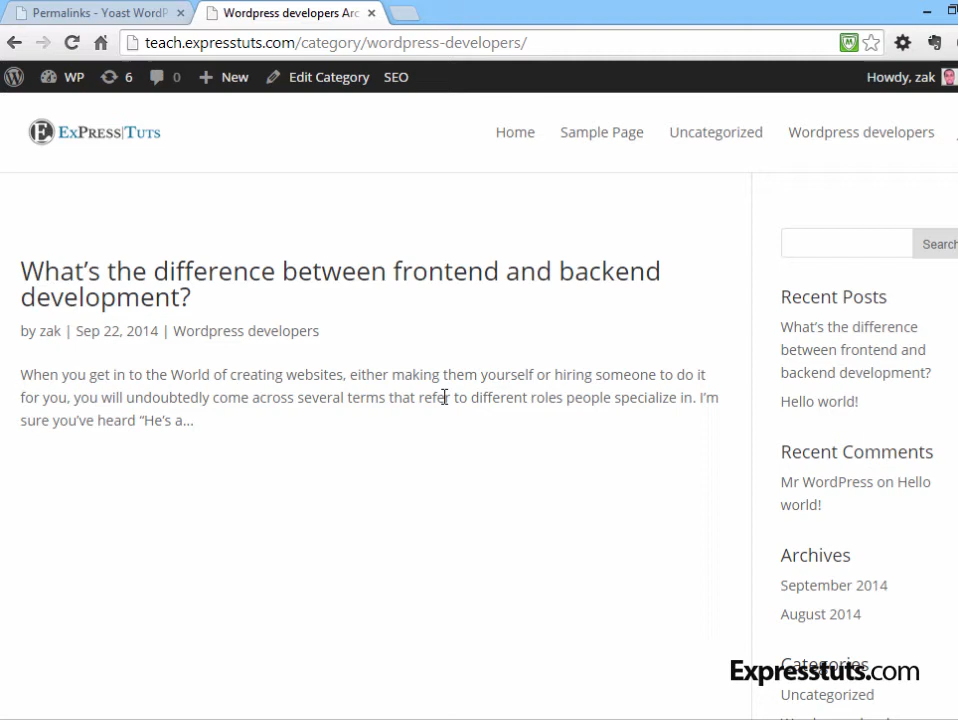 Permalinks - Yoast WordP
Wordpress developers Arc
teach.expresstuts.com/category/wordpress-developers/
WP 6 0 New Edit Category SEO Howdy, zak
ExPress|Tuts Home Sample Page Uncategorized Wordpress developers
What's the difference between frontend and backend
development?
by zak | Sep 22, 2014 | Wordpress developers
When you get in to the World of creating websites, either making them yourself or hiring someone to do it
for you, you will undoubtedly come across several terms that refer to different roles people specialize in. I'm
sure you've heard “He's a...
Search
Recent Posts
What's the difference
between frontend and
backend development?
Hello world!
Recent Comments
Mr WordPress on Hello
world!
Archives
September 2014
August 2014
Categories
Expresstuts.com
Uncategorized